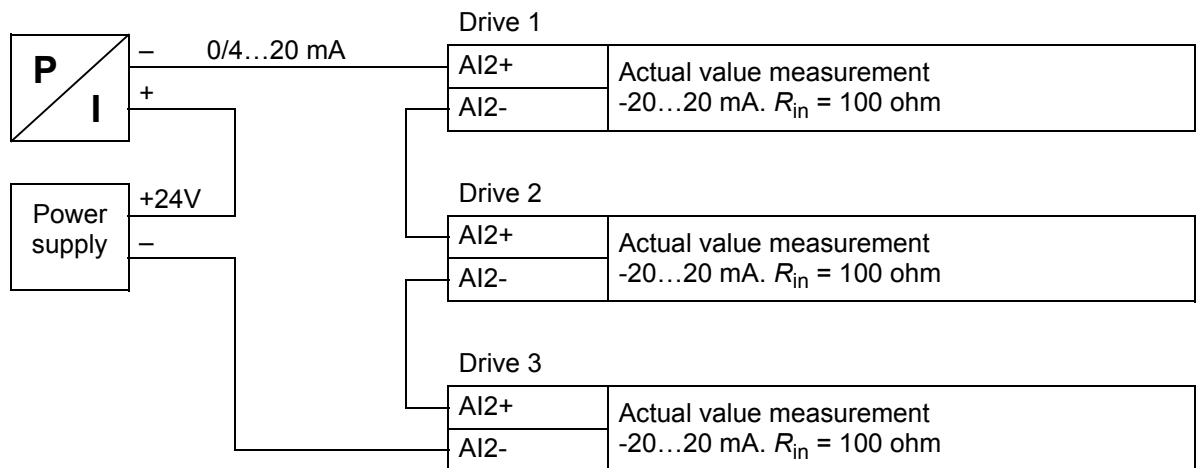 Drive 1
P
I
–
0/4…20 mA
+
AI2+
AI2-
Actual value measurement
-20…20 mA. Rin = 100 ohm
Power
supply
+24V
–
Drive 2
AI2+
AI2-
Actual value measurement
-20…20 mA. Rin = 100 ohm
Drive 3
AI2+
AI2-
Actual value measurement
-20…20 mA. Rin = 100 ohm